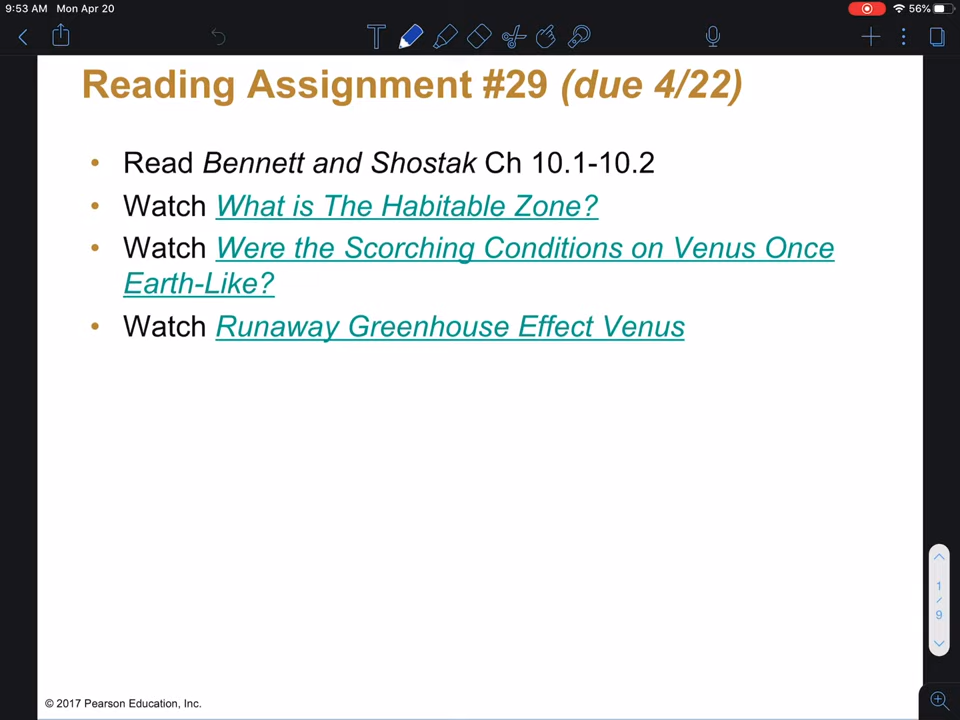 9:53 AM Mon Apr 20
56%
Reading Assignment #29 (due 4/22)
• Read Bennett and Shostak Ch 10.1-10.2
• Watch What is The Habitable Zone?
• Watch Were the Scorching Conditions on Venus Once
Earth-Like?
• Watch Runaway Greenhouse Effect Venus
1
/
9
© 2017 Pearson Education, Inc.